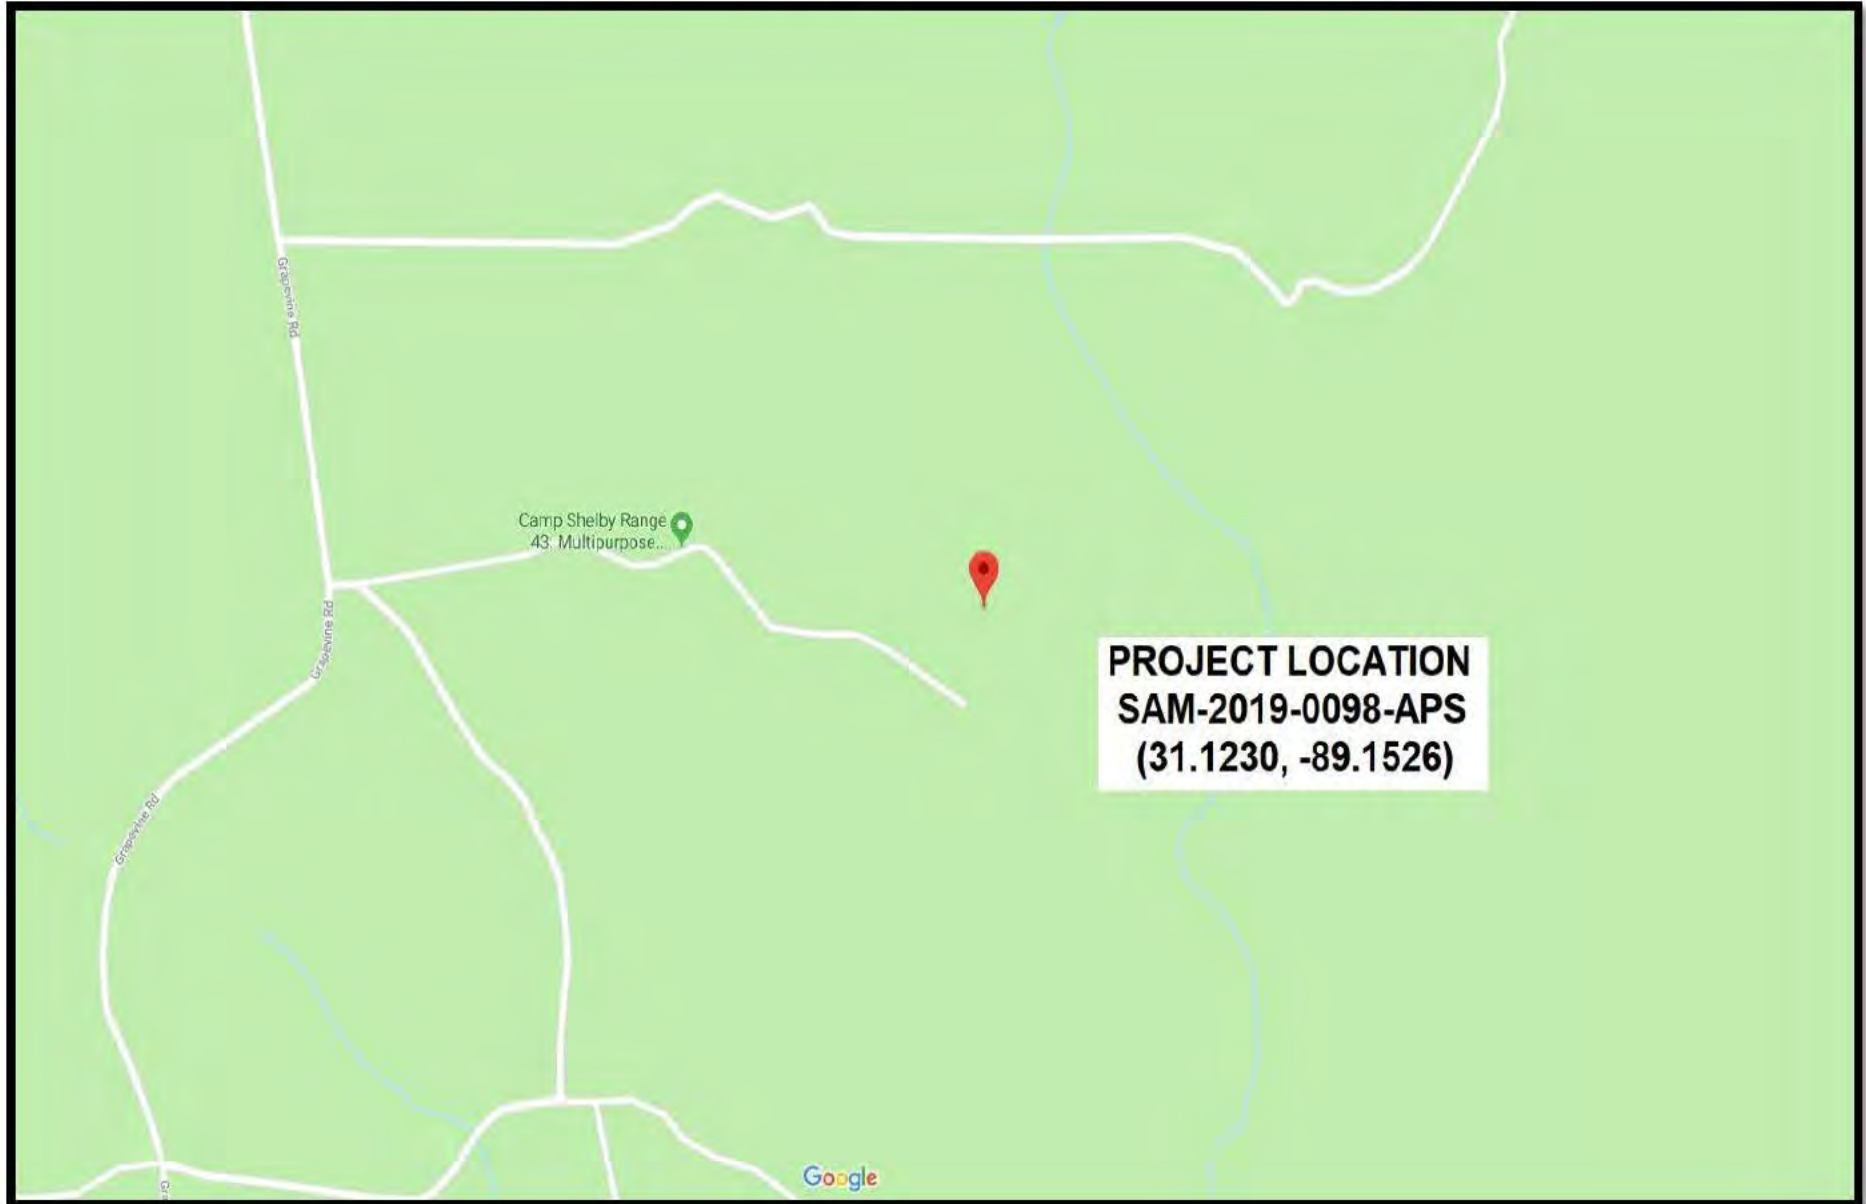 Grapevine Rd
Camp Shelby Range
43: Multipurpose...
Grapevine Rd
PROJECT LOCATION
SAM-2019-0098-APS
(31.1230, -89.1526)
Grapevine Rd
Google
Gr